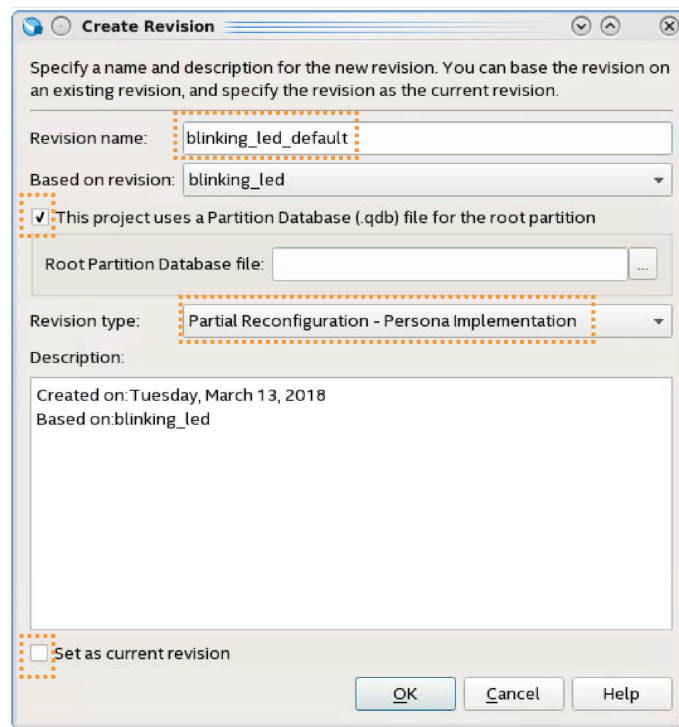 Create Revision
Specify a name and description for the new revision. You can base the revision on
an existing revision, and specify the revision as the current revision.
Revision name: blinking_led_default
Based on revision: blinking_led
This project uses a Partition Database (.qdb) file for the root partition
Root Partition Database file: ...
Revision type: Partial Reconfiguration - Persona Implementation
Description:
Created on:Tuesday, March 13, 2018
Based on:blinking_led
Set as current revision
OK Cancel Help